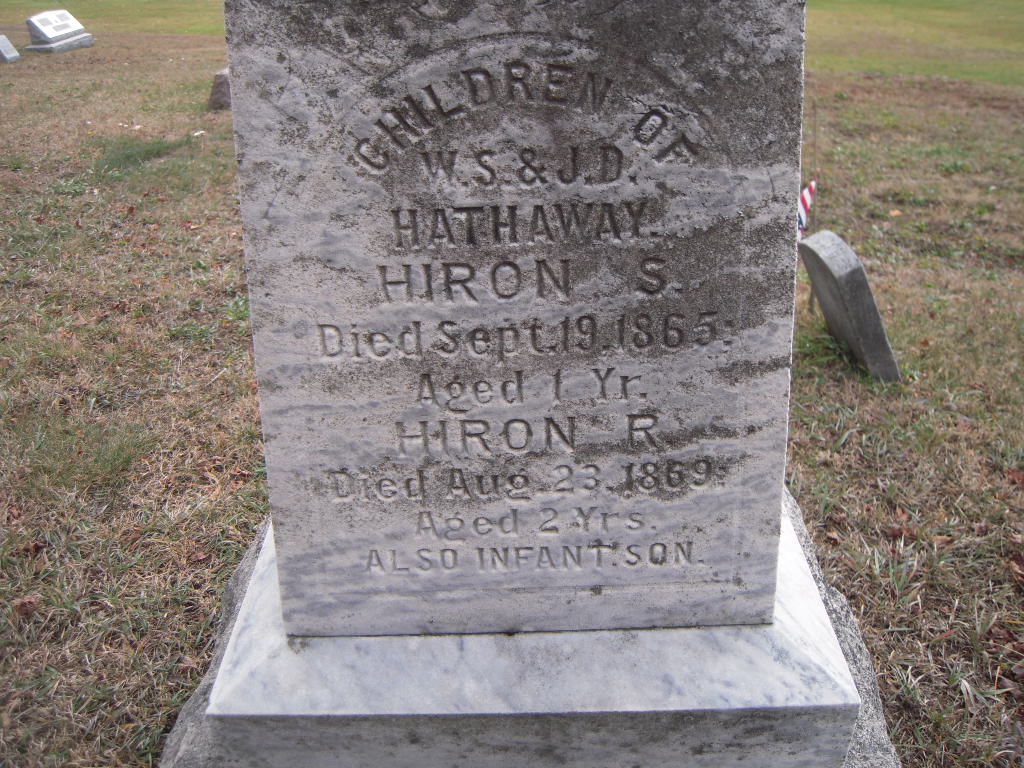 CHILDREN OF
W.S.&J.D.
HATHAWAY.
HIRON S.
Died Sept.19.1865.
Aged 1 Yr.
HIRON R
Died Aug.23.1869.
Aged 2 Yrs.
ALSO INFANT.SON.